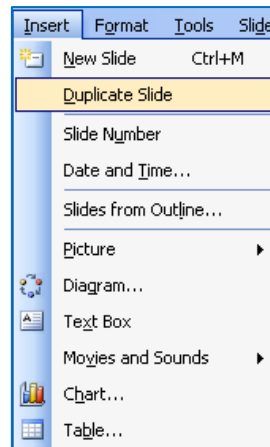 Insert Format Tools Slide
New Slide Ctrl+M
Duplicate Slide
Slide Number
Date and Time...
Slides from Outline...
Picture
Diagram...
Text Box
Movies and Sounds
Chart...
Table...